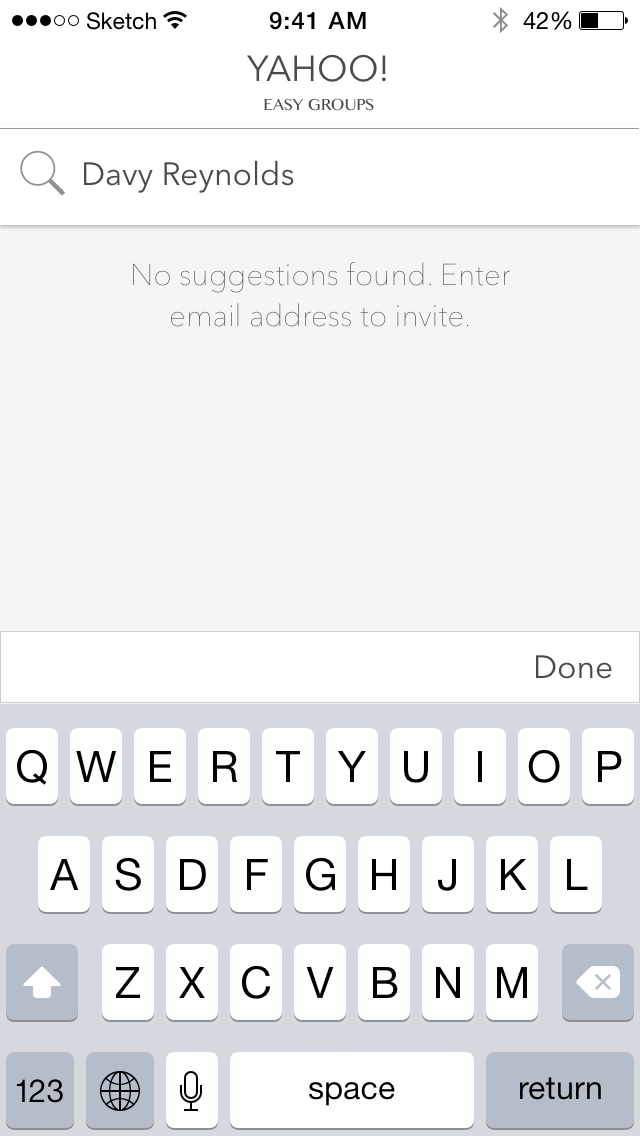 Sketch 9:41 AM 42%
YAHOO!
EASY GROUPS
Davy Reynolds
No suggestions found. Enter
email address to invite.
Done
Q W E R T Y U I O P
A S D F G H J K L
Z X C V B N M
123 space return